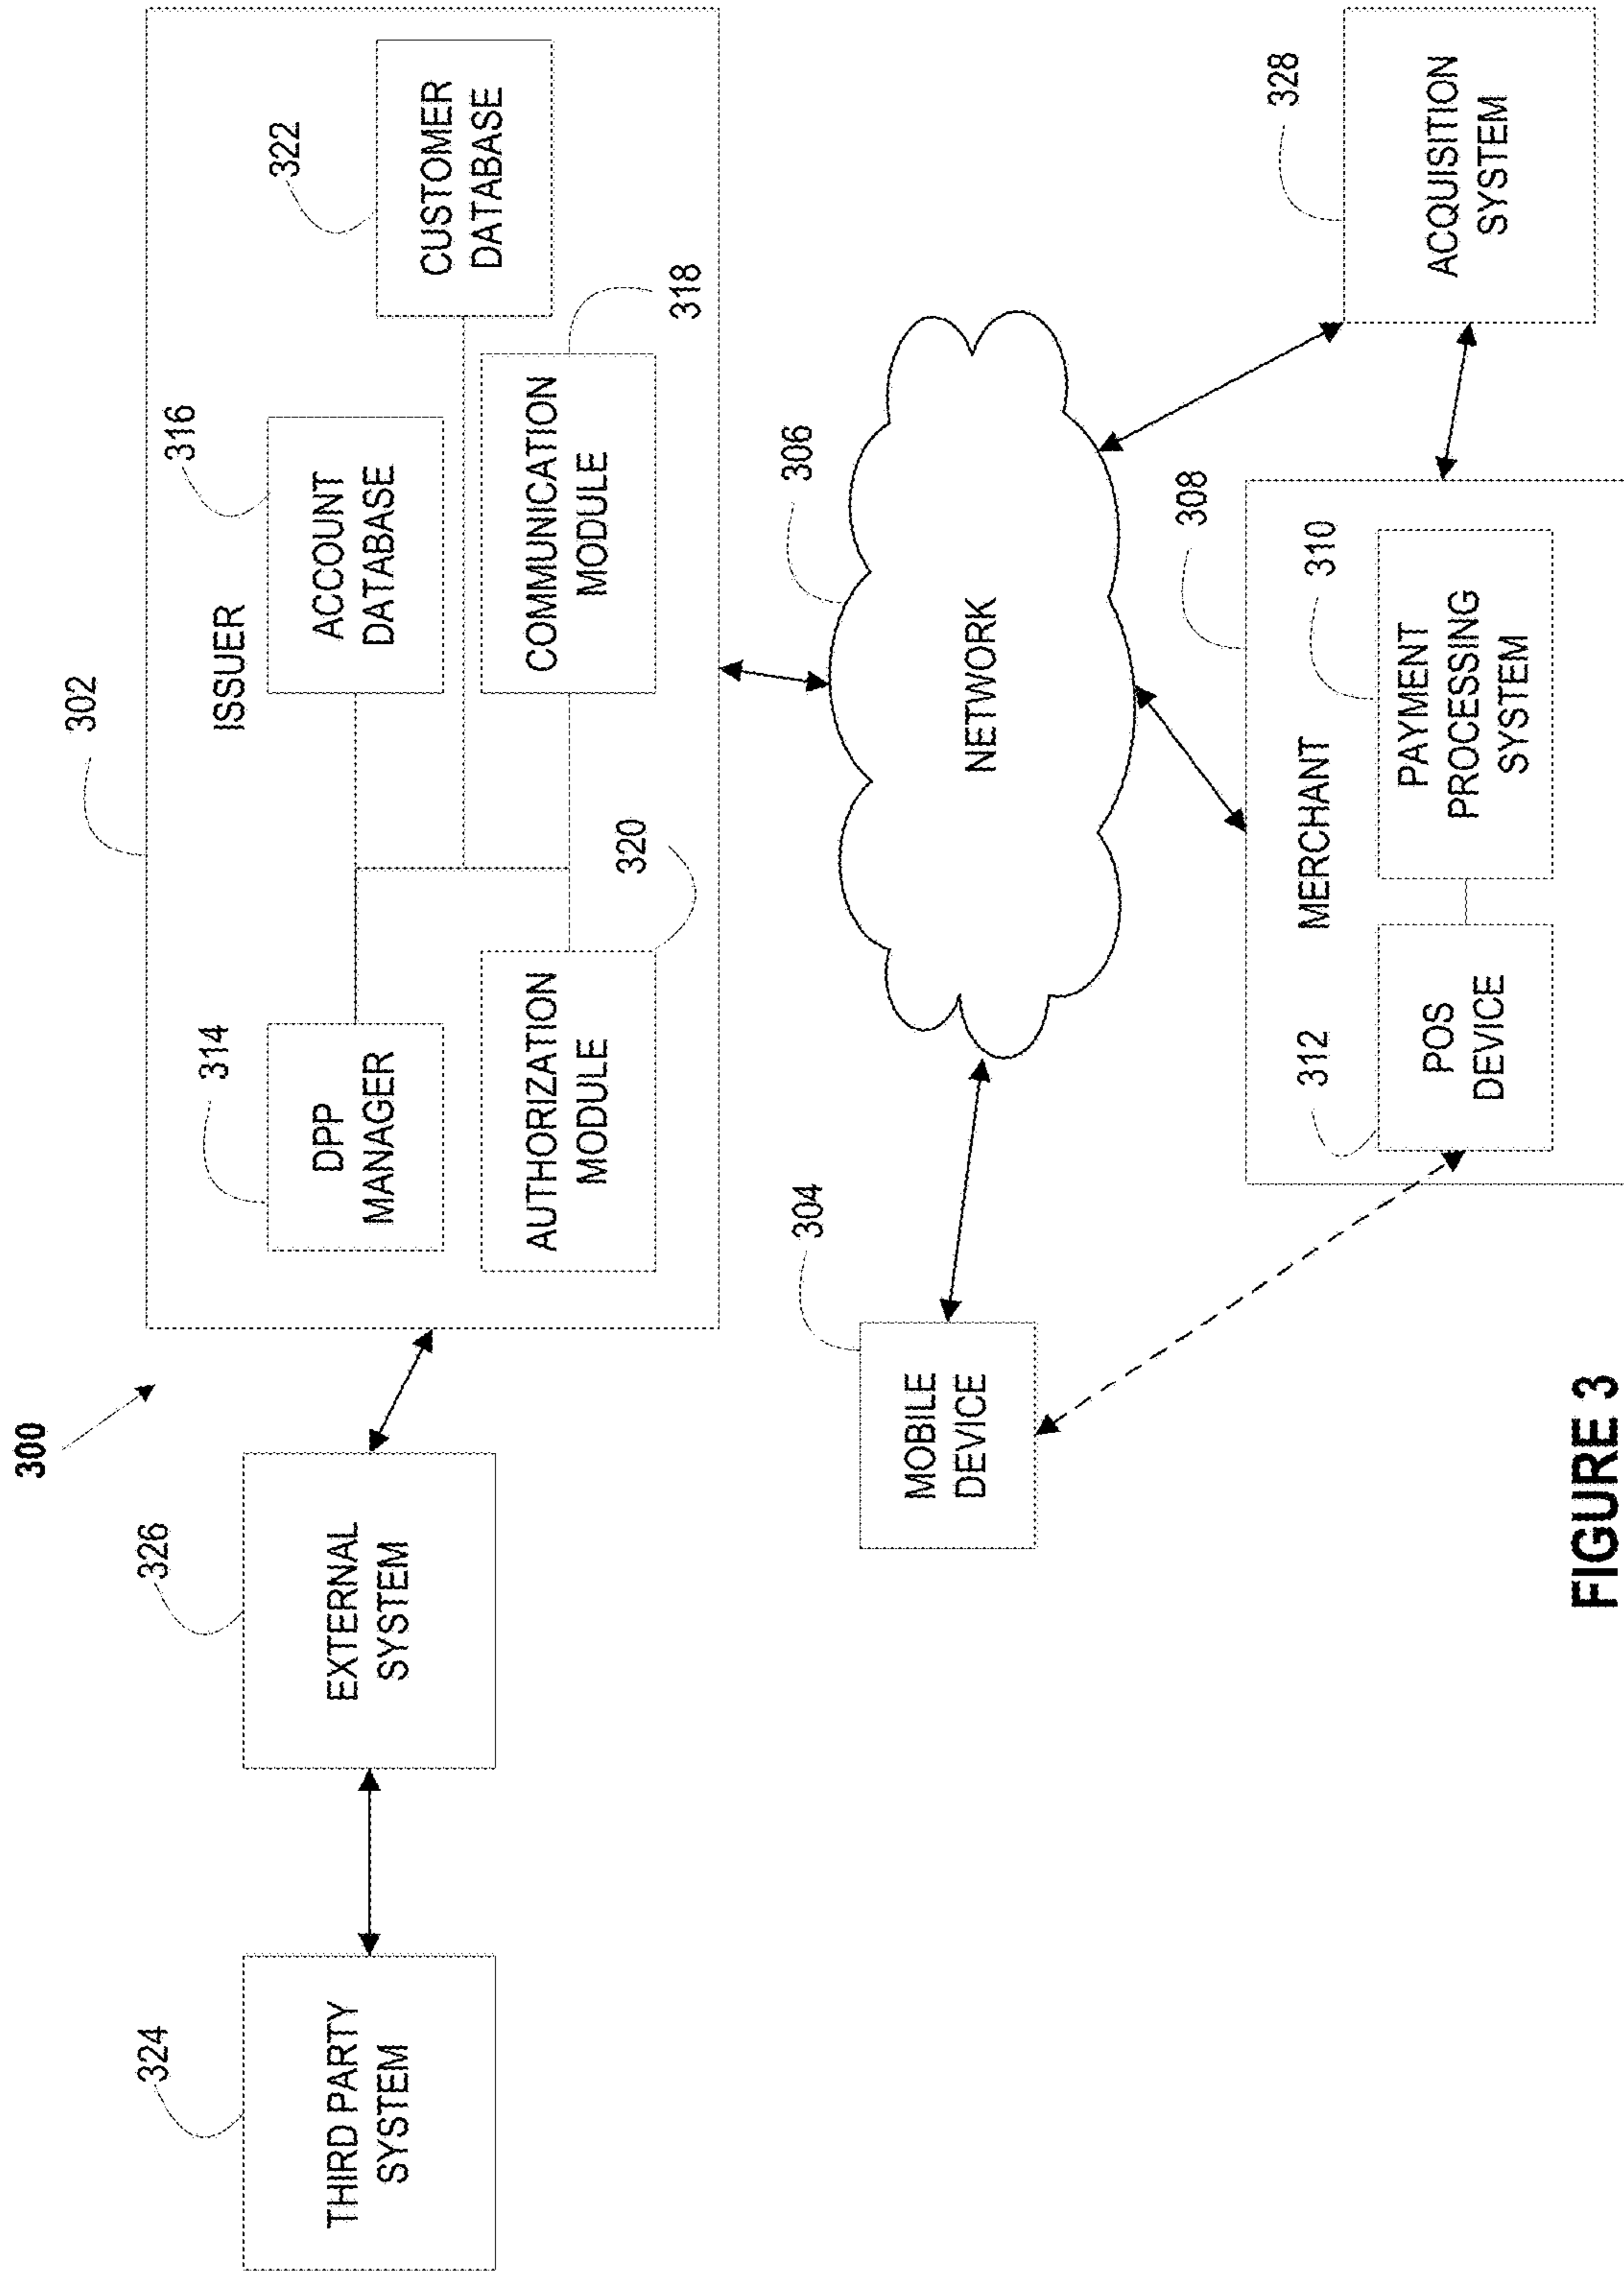 300
302
ISSUER
314
DPP
MANAGER
316
ACCOUNT
DATABASE
322
CUSTOMER
DATABASE
AUTHORIZATION
MODULE
320
COMMUNICATION
MODULE
318
324
THIRD PARTY
SYSTEM
326
EXTERNAL
SYSTEM
304
MOBILE
DEVICE
306
NETWORK
308
MERCHANT
312
POS
DEVICE
310
PAYMENT
PROCESSING
SYSTEM
328
ACQUISITION
SYSTEM
FIGURE 3